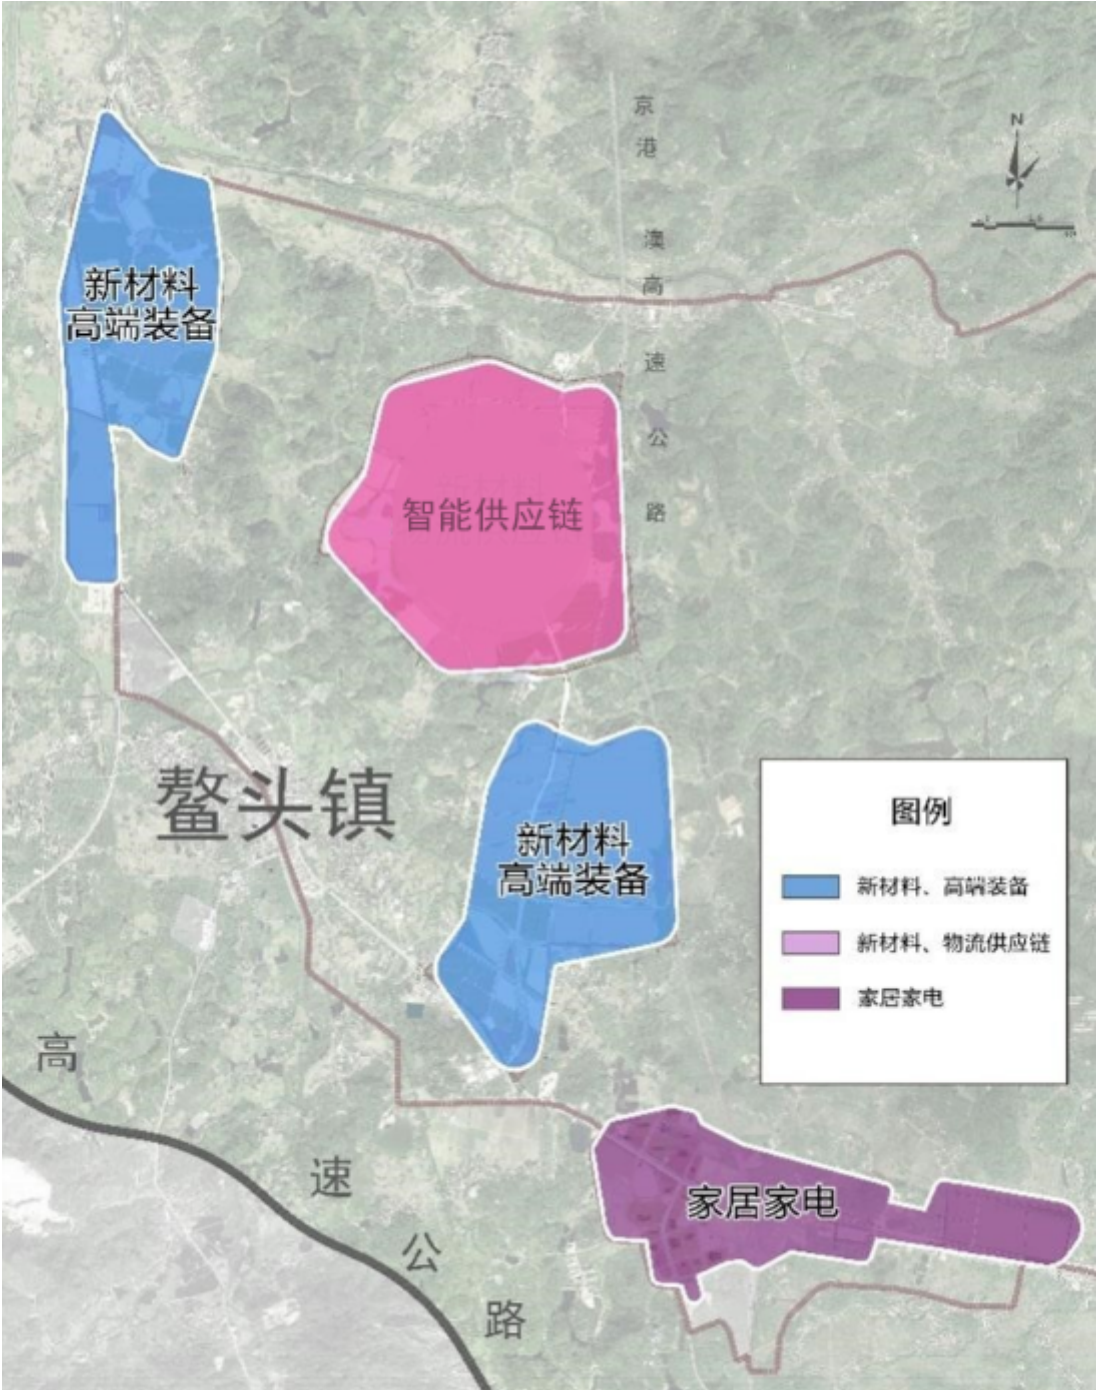 京港澳高速公路
N
新材料
高端装备
智能供应链
鳌头镇
新材料
高端装备
图例
新材料、高端装备
新材料、物流供应链
家居家电
高速公路
家居家电